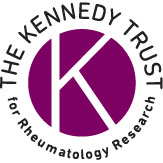 THE KENNEDY TRUST
K
for Rheumatology Research